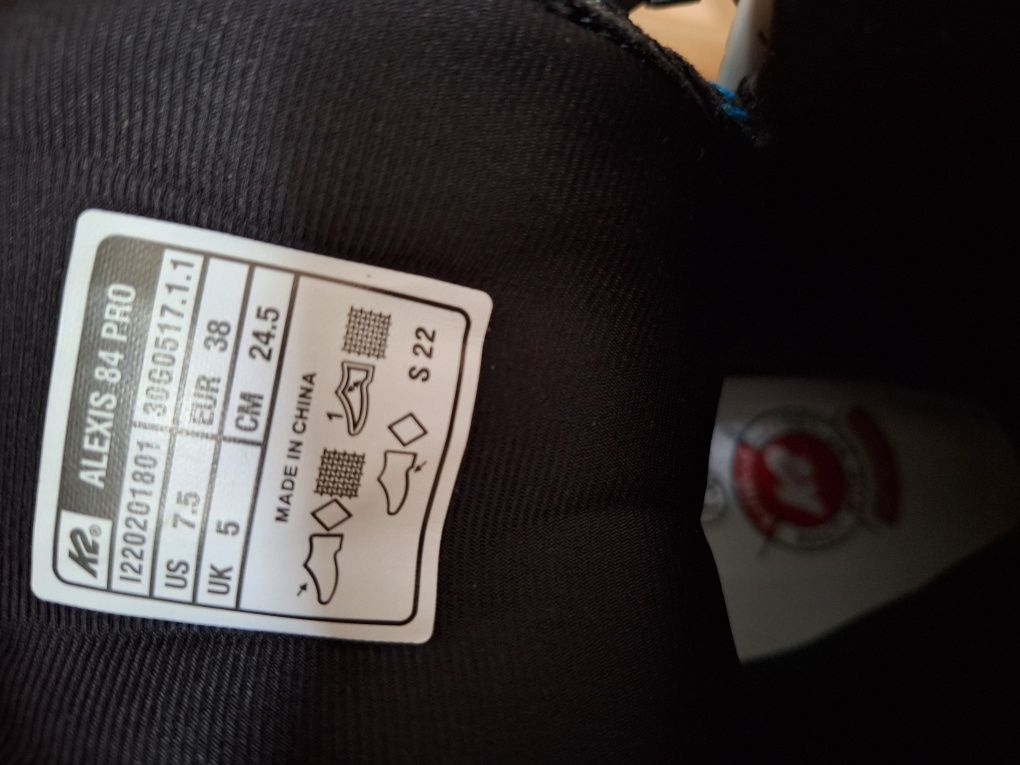 K2®
ALEXIS 84 PRO
I220201801 30G0517.1.1
US 7.5 EUR 38
UK 5 CM 24.5
MADE IN CHINA
1
S 22
K2